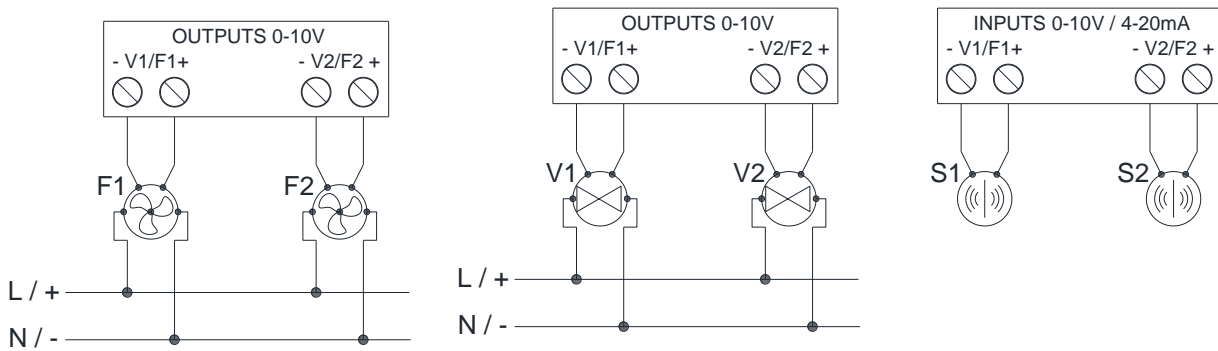 OUTPUTS 0-10V
- V1/F1+ - V2/F2 +
F1 F2
L / +
N / -
OUTPUTS 0-10V
- V1/F1+ - V2/F2 +
V1 V2
L / +
N / -
INPUTS 0-10V / 4-20mA
- V1/F1+ - V2/F2 +
S1 S2